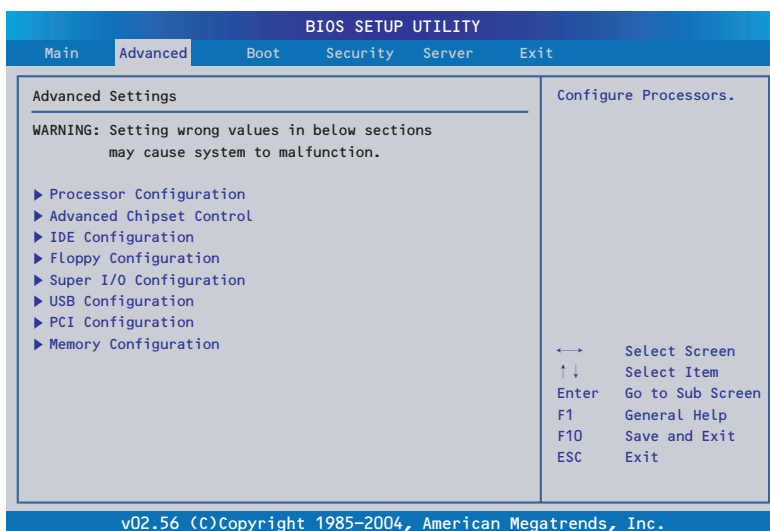 BIOS SETUP UTILITY
Main Advanced Boot Security Server Exit
Advanced Settings
WARNING: Setting wrong values in below sections
may cause system to malfunction.
▶ Processor Configuration
▶ Advanced Chipset Control
▶ IDE Configuration
▶ Floppy Configuration
▶ Super I/O Configuration
▶ USB Configuration
▶ PCI Configuration
▶ Memory Configuration
Configure Processors.
←→ Select Screen
↑↓ Select Item
Enter Go to Sub Screen
F1 General Help
F10 Save and Exit
ESC Exit
v02.56 (C)Copyright 1985-2004, American Megatrends, Inc.